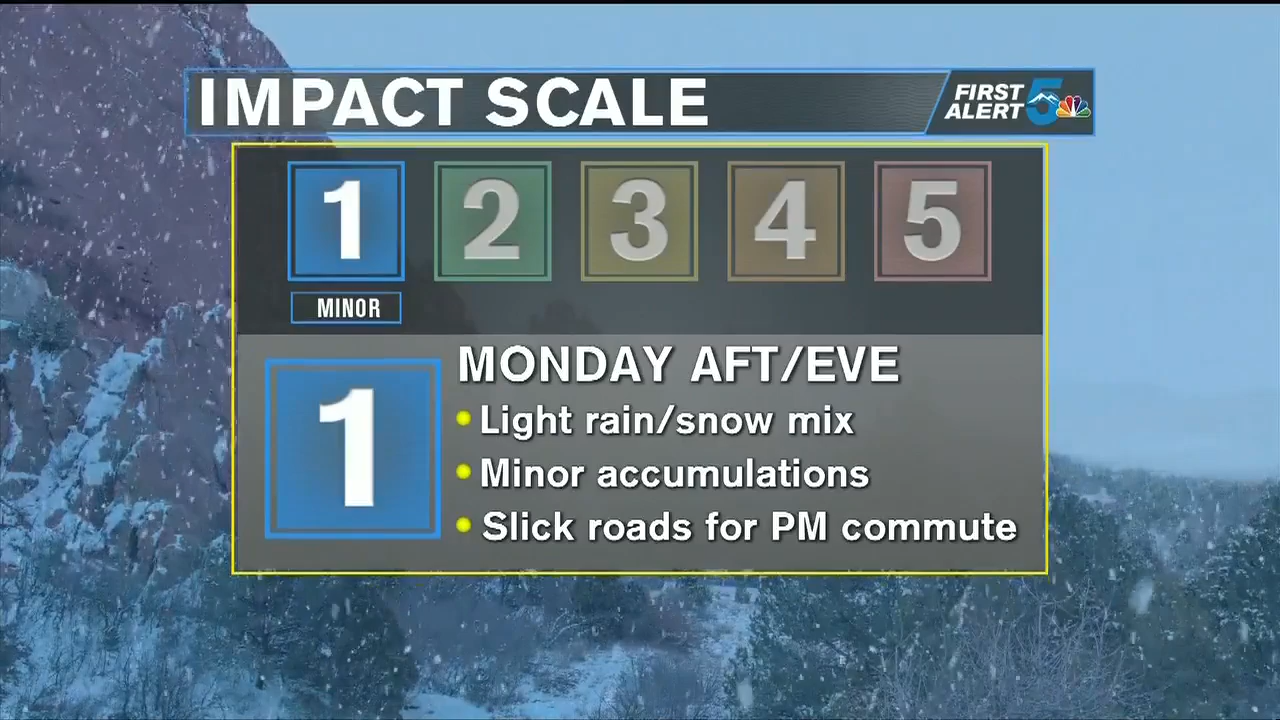 IMPACT SCALE
FIRST
ALERT 5
1 2 3 4 5
MINOR
1
MONDAY AFT/EVE
• Light rain/snow mix
• Minor accumulations
• Slick roads for PM commute